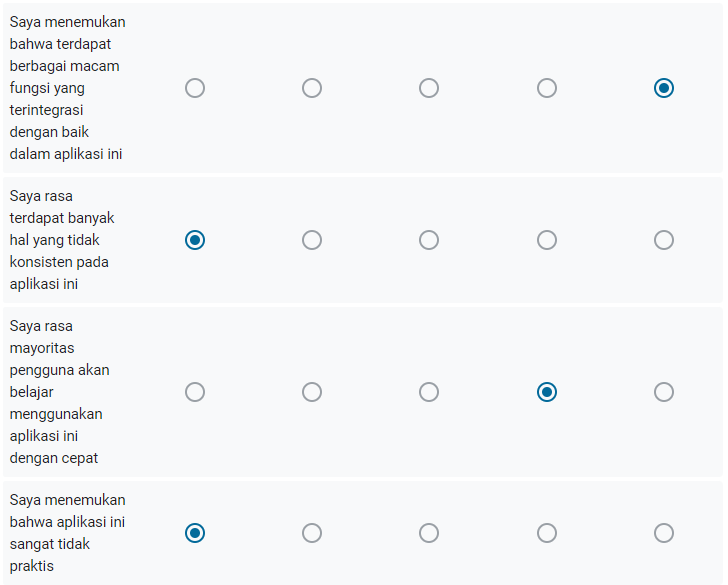 Saya menemukan
bahwa terdapat
berbagai macam
fungsi yang
terintegrasi
dengan baik
dalam aplikasi ini
Saya rasa
terdapat banyak
hal yang tidak
konsisten pada
aplikasi ini
Saya rasa
mayoritas
pengguna akan
belajar
menggunakan
aplikasi ini
dengan cepat
Saya menemukan
bahwa aplikasi ini
sangat tidak
praktis